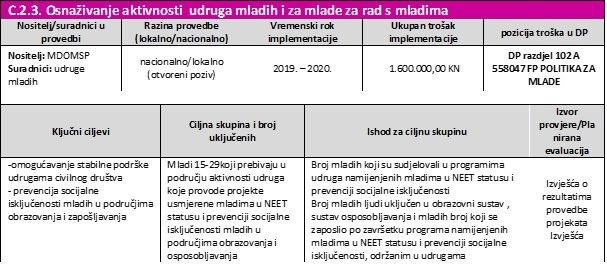 C.2.3. Osnaživanje aktivnosti udruga mladih i za mlade za rad s mladima
Nositelj/suradnici u
provedbi
Razina provedbe
(lokalno/nacionalno)
Vremenski rok
implementacije
Ukupan trošak
implementacije
pozicija troška u DP
Nositelj: MDOMSP
Suradnici: udruge
mladih
nacionalno/lokalno
(otvoreni poziv)
2019. – 2020.
1.600.000,00 KN
DP razdjel 102 A
558047 FP POLITIKA ZA
MLADE
Ključni ciljevi
Ciljna skupina i broj
uključenih
Ishod za ciljnu skupinu
Izvor
provjere/Pla
nirana
evaluacija
-omogućavanje stabilne podrške
udrugama civilnog društva
- prevencija socijalne
isključenosti mladih u područjima
obrazovanja i zapošljavanja
Mladi 15-29koji prebivaju u
području aktivnosti udruga
koje provode projekte
usmjerene mladima u NEET
statusu i prevenciji socijalne
isključenosti mladih u
područjima obrazovanja i
osposobljavanja
Broj mladih koji su sudjelovali u programima
udruga namijenjenih mladima u NEET statusu i
prevenciji socijalne isključenosti
Broj mladih ljudi uključen u obrazovni sustav ,
sustav osposobljavanja i mladih broj koji se
zaposlio po završetku programa namijenjenih
mladima u NEET statusu i prevenciji socijalne
isključenosti, održanim u udrugama
Izvješća o
rezultatima
provedbe
projekata
Izvješća